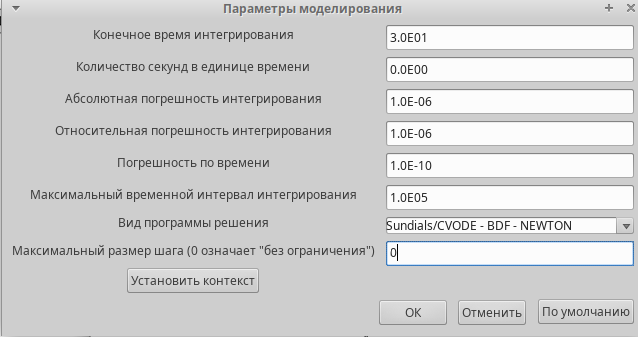 Параметры моделирования
Конечное время интегрирования 3.0E01
Количество секунд в единице времени 0.0E00
Абсолютная погрешность интегрирования 1.0E-06
Относительная погрешность интегрирования 1.0E-06
Погрешность по времени 1.0E-10
Максимальный временной интервал интегрирования 1.0E05
Вид программы решения Sundials/CVODE - BDF - NEWTON
Максимальный размер шага (0 означает "без ограничения") 0
Установить контекст
ОК Отменить По умолчанию